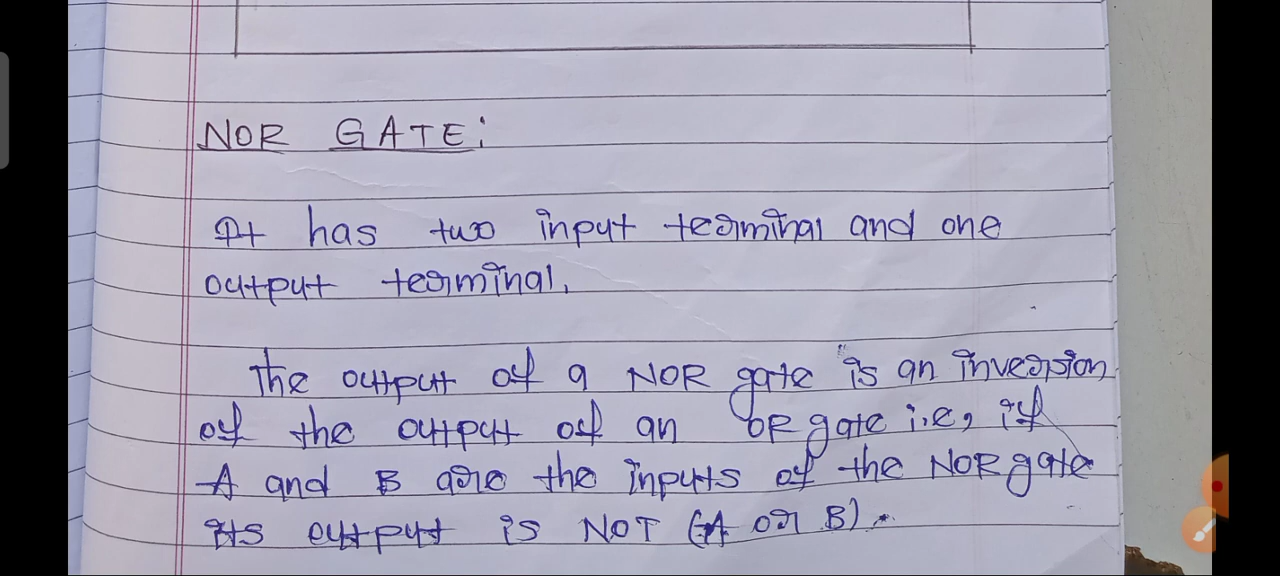 NOR GATE:
It has two input terminal and one
output terminal.
The output of a NOR gate is an inversion
of the output of an OR gate i.e, if
A and B are the inputs of the NOR gate
its output is NOT (A or B).